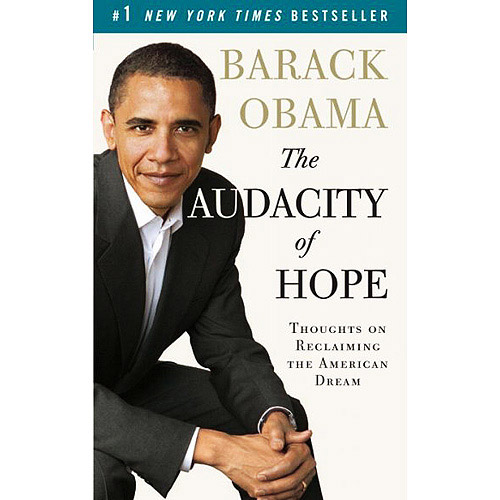 #1 NEW YORK TIMES BESTSELLER
BARACK
OBAMA
The
AUDACITY
of
HOPE
THOUGHTS ON
RECLAIMING
THE AMERICAN
DREAM